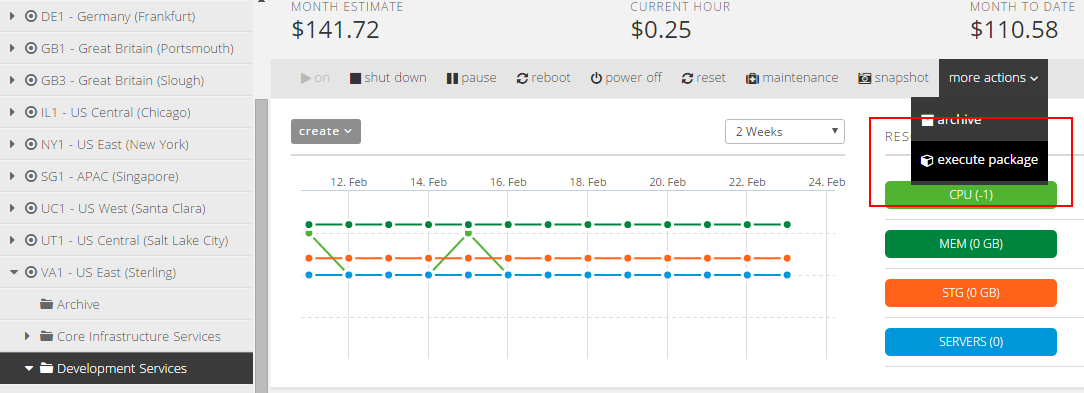 DE1 - Germany (Frankfurt)
GB1 - Great Britain (Portsmouth)
GB3 - Great Britain (Slough)
IL1 - US Central (Chicago)
NY1 - US East (New York)
SG1 - APAC (Singapore)
UC1 - US West (Santa Clara)
UT1 - US Central (Salt Lake City)
VA1 - US East (Sterling)
Archive
Core Infrastructure Services
Development Services
MONTH ESTIMATE CURRENT HOUR MONTH TO DATE
$141.72 $0.25 $110.58
on shut down pause reboot power off reset maintenance snapshot more actions
archive
execute package
create 2 Weeks
12. Feb 14. Feb 16. Feb 18. Feb 20. Feb 22. Feb 24. Feb
CPU (-1)
MEM (0 GB)
STG (0 GB)
SERVERS (0)